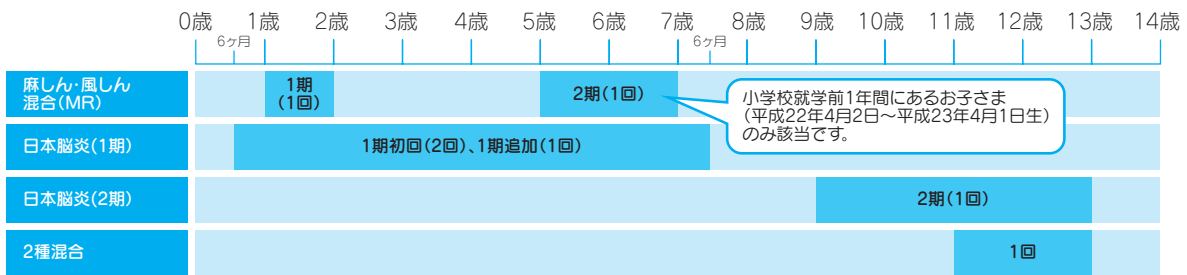 0歳 1歳 2歳 3歳 4歳 5歳 6歳 7歳 8歳 9歳 10歳 11歳 12歳 13歳 14歳
6ヶ月 6ヶ月
麻しん・風しん
混合(MR)
1期
(1回)
2期(1回)
小学校就学前1年間にあるお子さま
(平成22年4月2日〜平成23年4月1日生)
のみ該当です。
日本脳炎(1期)
1期初回(2回)、1期追加(1回)
日本脳炎(2期)
2期(1回)
2種混合
1回